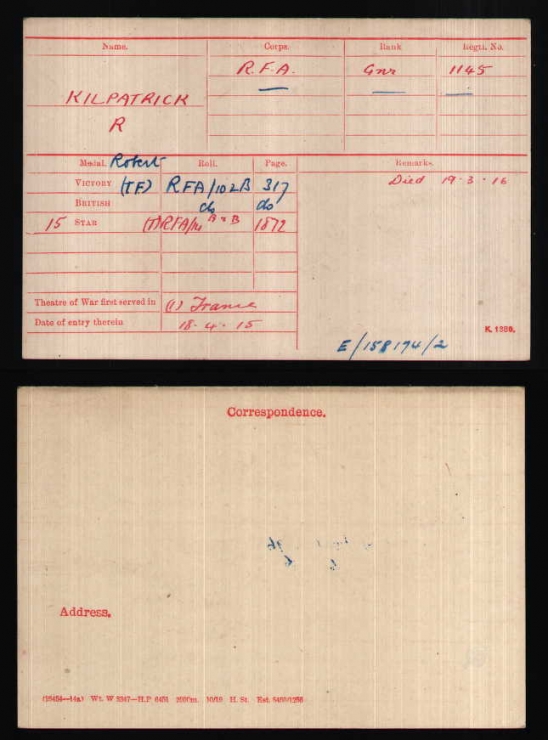 Name. Corps. Rank Regtl. No.
R.F.A. Gnr 1145
KILPATRICK
R
Medal. Robert Roll. Page. Remarks.
VICTORY (TF) RFA/102B 317 Died 19.3.16
BRITISH do do
15 STAR (T)RFA/14 A & B 1872
Theatre of War first served in (1) France
Date of entry therein 18.4.15
K. 1380.
E/158174/2
Correspondence.
Address.
H. St.